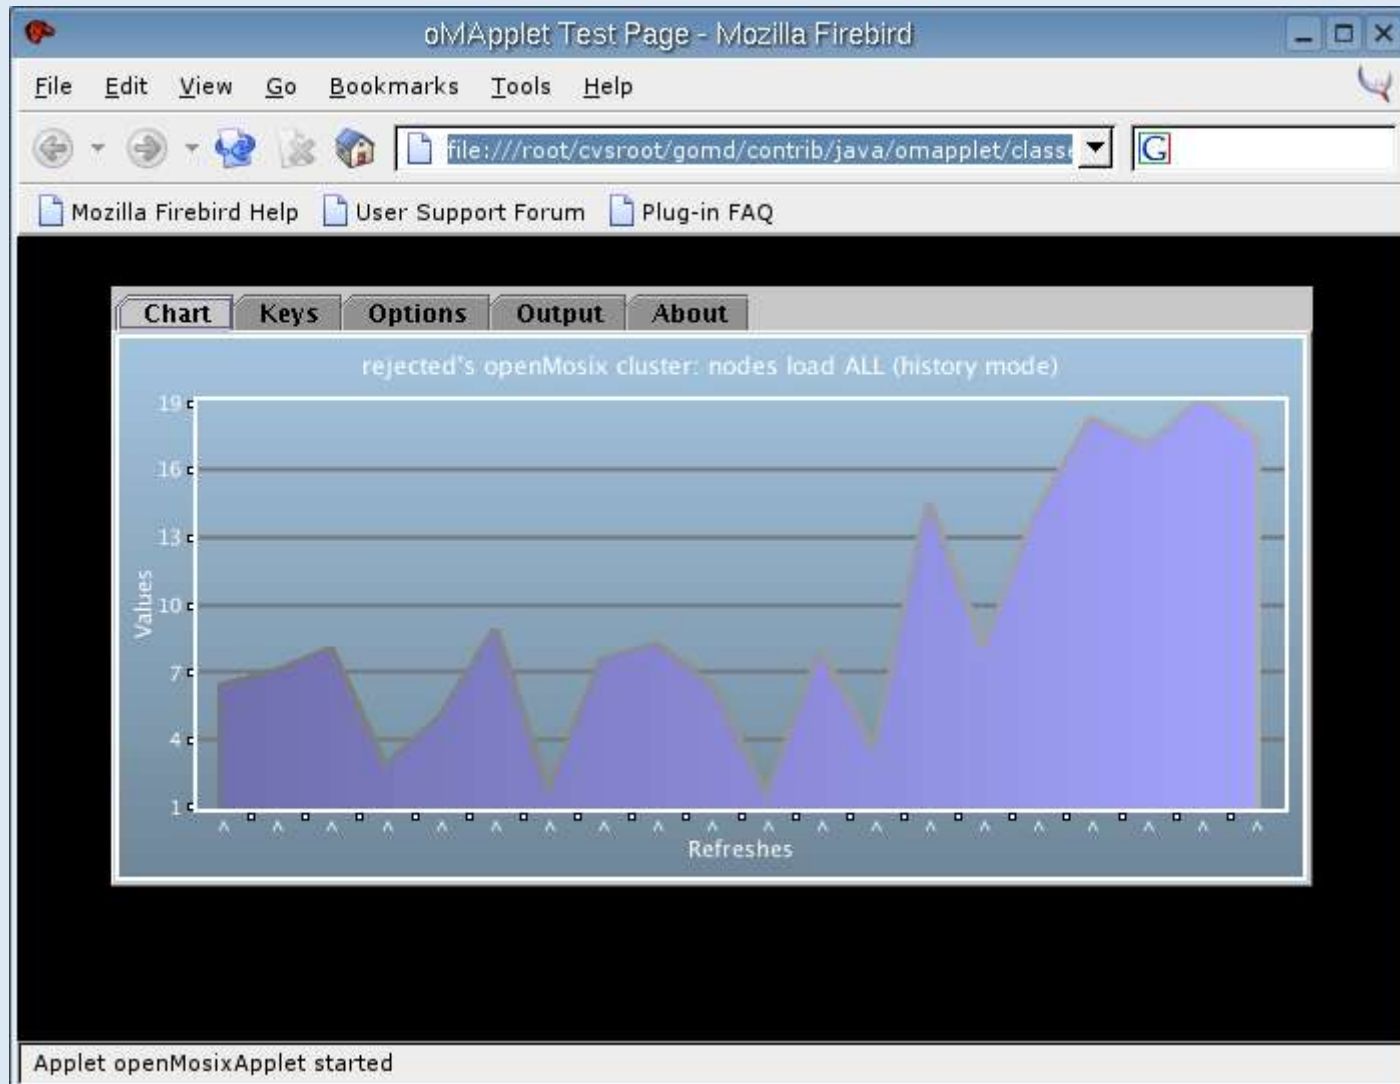 oMApplet Test Page - Mozilla Firebird
File Edit View Go Bookmarks Tools Help
file:///root/cvsroot/gomd/contrib/java/omapplet/classe
G
Mozilla Firebird Help User Support Forum Plug-in FAQ
Chart Keys Options Output About
rejected's openMosix cluster: nodes load ALL (history mode)
19
16
13
10
7
4
1
Values
^ ^ ^ ^ ^ ^ ^ ^ ^ ^ ^ ^ ^ ^ ^ ^ ^ ^ ^ ^
Refreshes
Applet openMosixApplet started